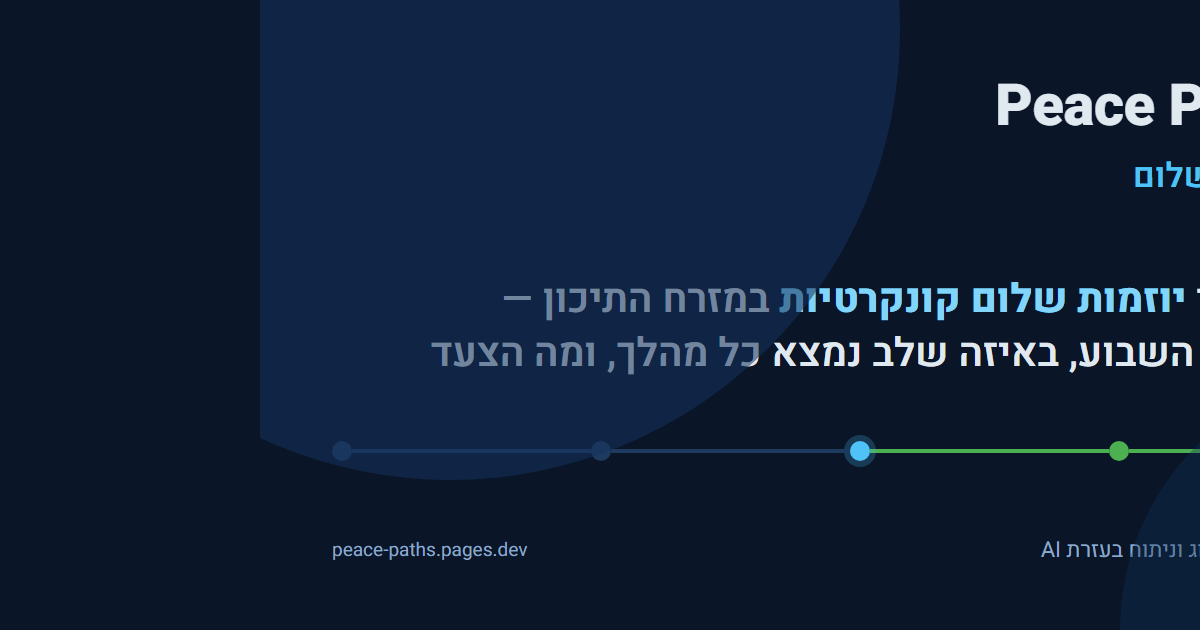 Peace P
שלום
יוזמות שלום קונקרטיות במזרח התיכון —
השבוע, באיזה שלב נמצא כל מהלך, ומה הצעד
וניתוח בעזרת AI
peace-paths.pages.dev